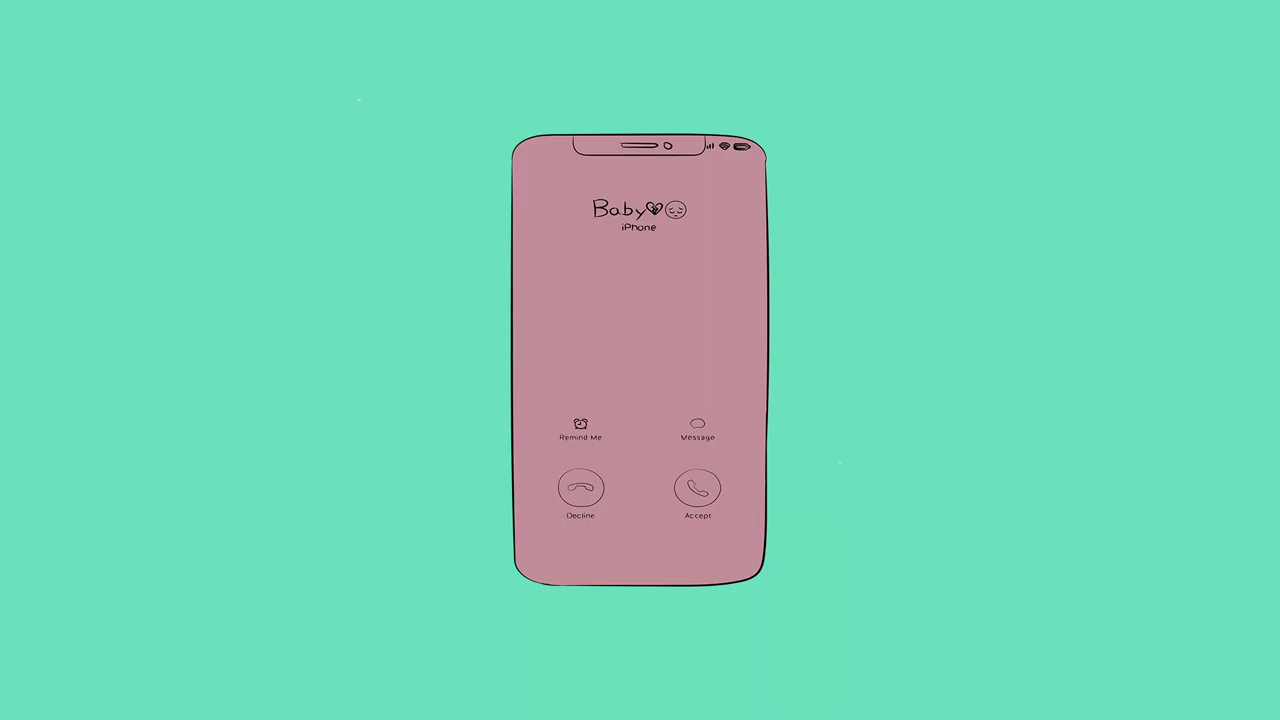 Baby💔😔
iPhone
Remind Me
Message
Decline
Accept